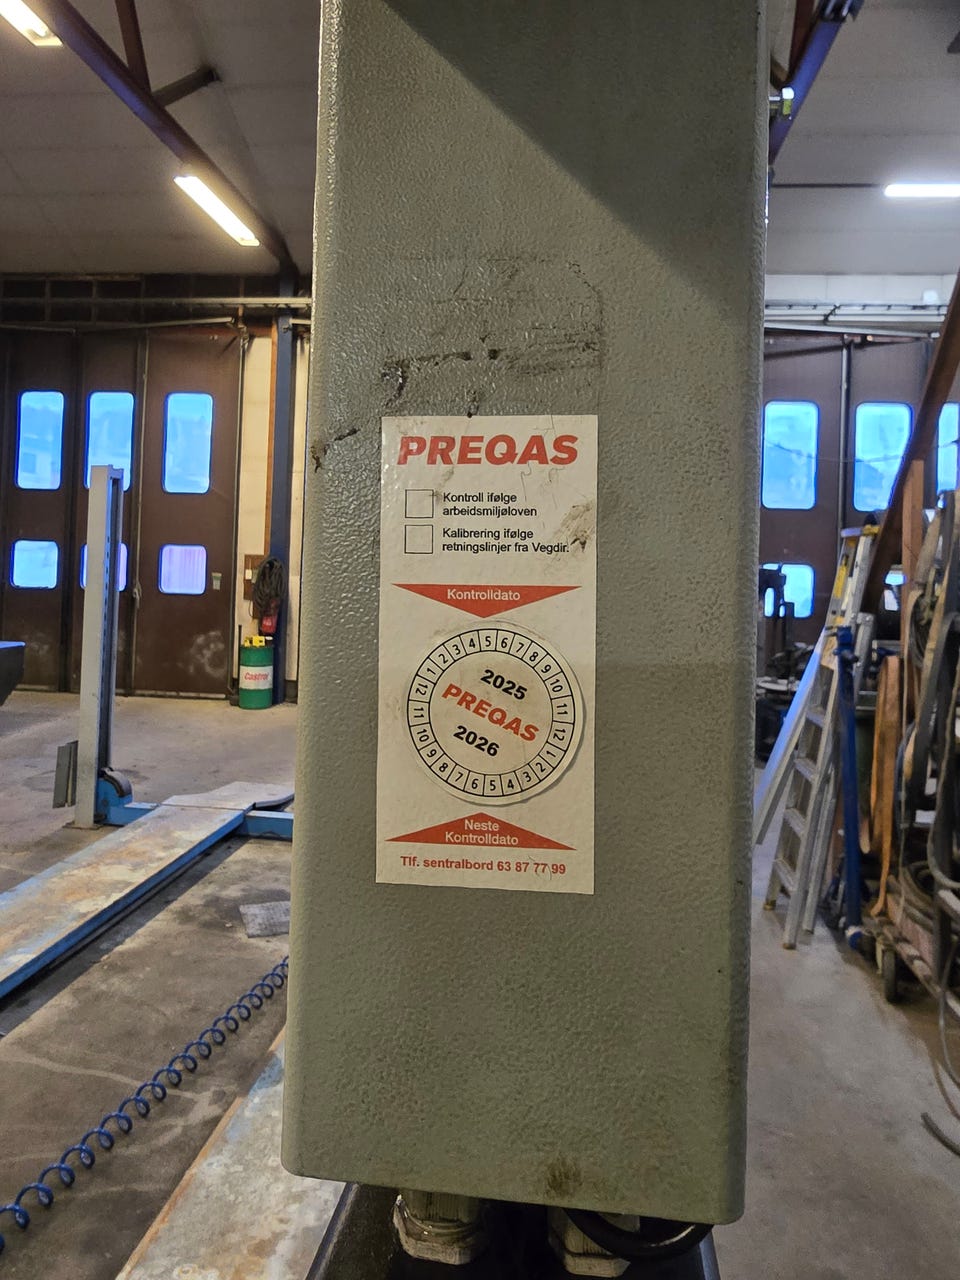 PREQAS
Kontroll ifølge
arbeidsmiljøloven
Kalibrering ifølge
retningslinjer fra Vegdir.
Kontrolldato
1 2 3 4 5 6 7 8 9 10 11 12
2025
PREQAS
2026
12 11 10 9 8 7 6 5 4 3 2 1
Neste
Kontrolldato
Tlf. sentralbord 63 87 77 99
Castrol